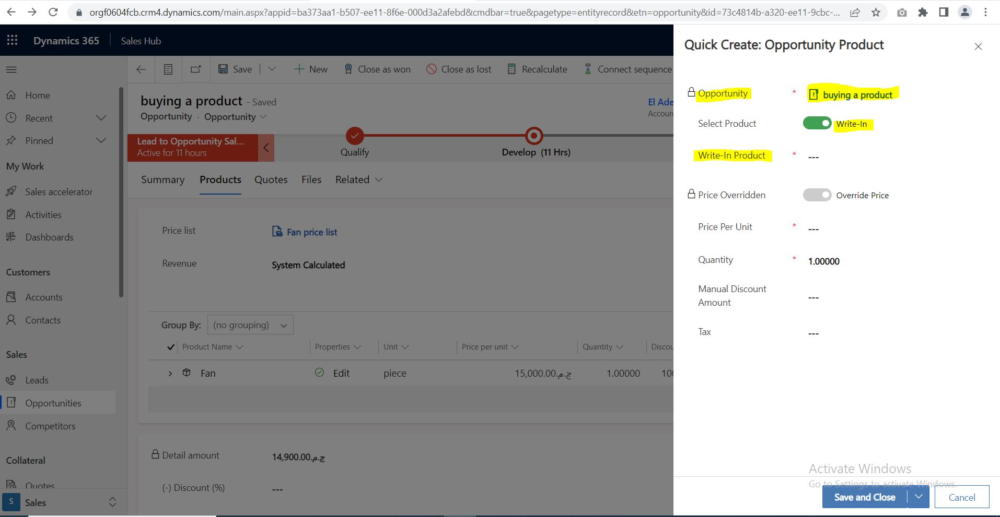 orgf0604fcb.crm4.dynamics.com/main.aspx?appid=ba373aa1-b507-ee11-8f6e-000d3a2afebd&cmdbar=true&pagetype=entityrecord&etn=opportunity&id=73c4814b-a320-ee11-9cbc-...
Dynamics 365
Sales Hub
Home
Recent
Pinned
My Work
Sales accelerator
Activities
Dashboards
Customers
Accounts
Contacts
Sales
Leads
Opportunities
Competitors
Collateral
Quotes
S Sales
Save
New
Close as won
Close as lost
Recalculate
Connect sequence
buying a product - Saved
Opportunity · Opportunity
El Ade
Accoun
Lead to Opportunity Sal...
Active for 11 hours
Qualify
Develop (11 Hrs)
Summary Products Quotes Files Related
Price list Fan price list
Revenue System Calculated
Group By: (no grouping)
Product Name Properties Unit Price per unit Quantity Discou
Fan Edit piece ج.م.15,000.00 1.00000 100
Detail amount ج.م.14,900.00
(-) Discount (%) ---
Quick Create: Opportunity Product
Opportunity * buying a product
Select Product Write-In
Write-In Product * ---
Price Overridden Override Price
Price Per Unit * ---
Quantity * 1.00000
Manual Discount
Amount ---
Tax ---
Activate Windows
Go to Settings to activate Windows.
Save and Close
Cancel